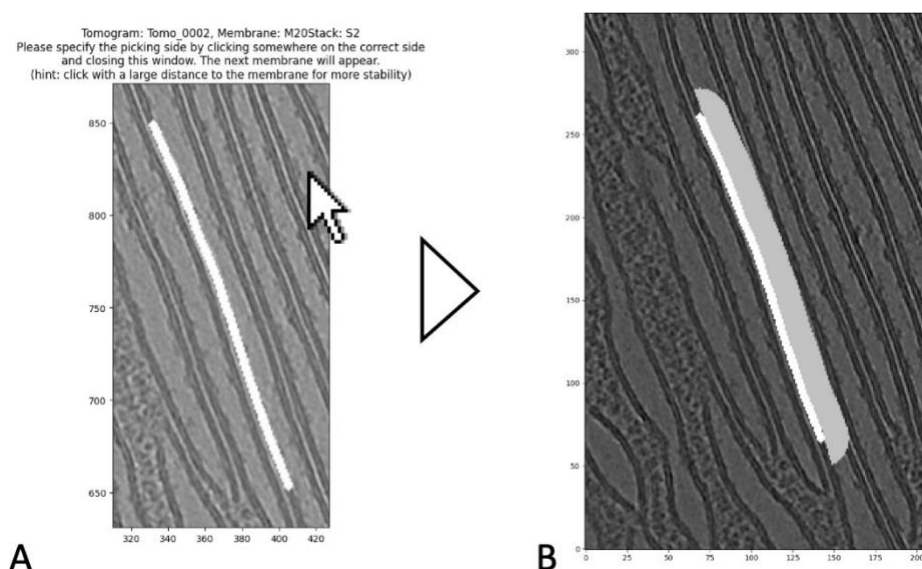 Tomogram: Tomo_0002, Membrane: M20Stack: S2
Please specify the picking side by clicking somewhere on the correct side
and closing this window. The next membrane will appear.
(hint: click with a large distance to the membrane for more stability)
850
800
750
700
650
320 340 360 380 400 420
A
300
250
200
150
100
50
0
0 25 50 75 100 125 150 175 200
B